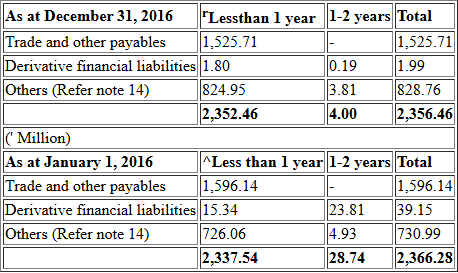 As at December 31, 2016 rLessthan 1 year 1-2 years Total
Trade and other payables 1,525.71 - 1,525.71
Derivative financial liabilities 1.80 0.19 1.99
Others (Refer note 14) 824.95 3.81 828.76
2,352.46 4.00 2,356.46
(' Million)
As at January 1, 2016 ^Less than 1 year 1-2 years Total
Trade and other payables 1,596.14 - 1,596.14
Derivative financial liabilities 15.34 23.81 39.15
Others (Refer note 14) 726.06 4.93 730.99
2,337.54 28.74 2,366.28